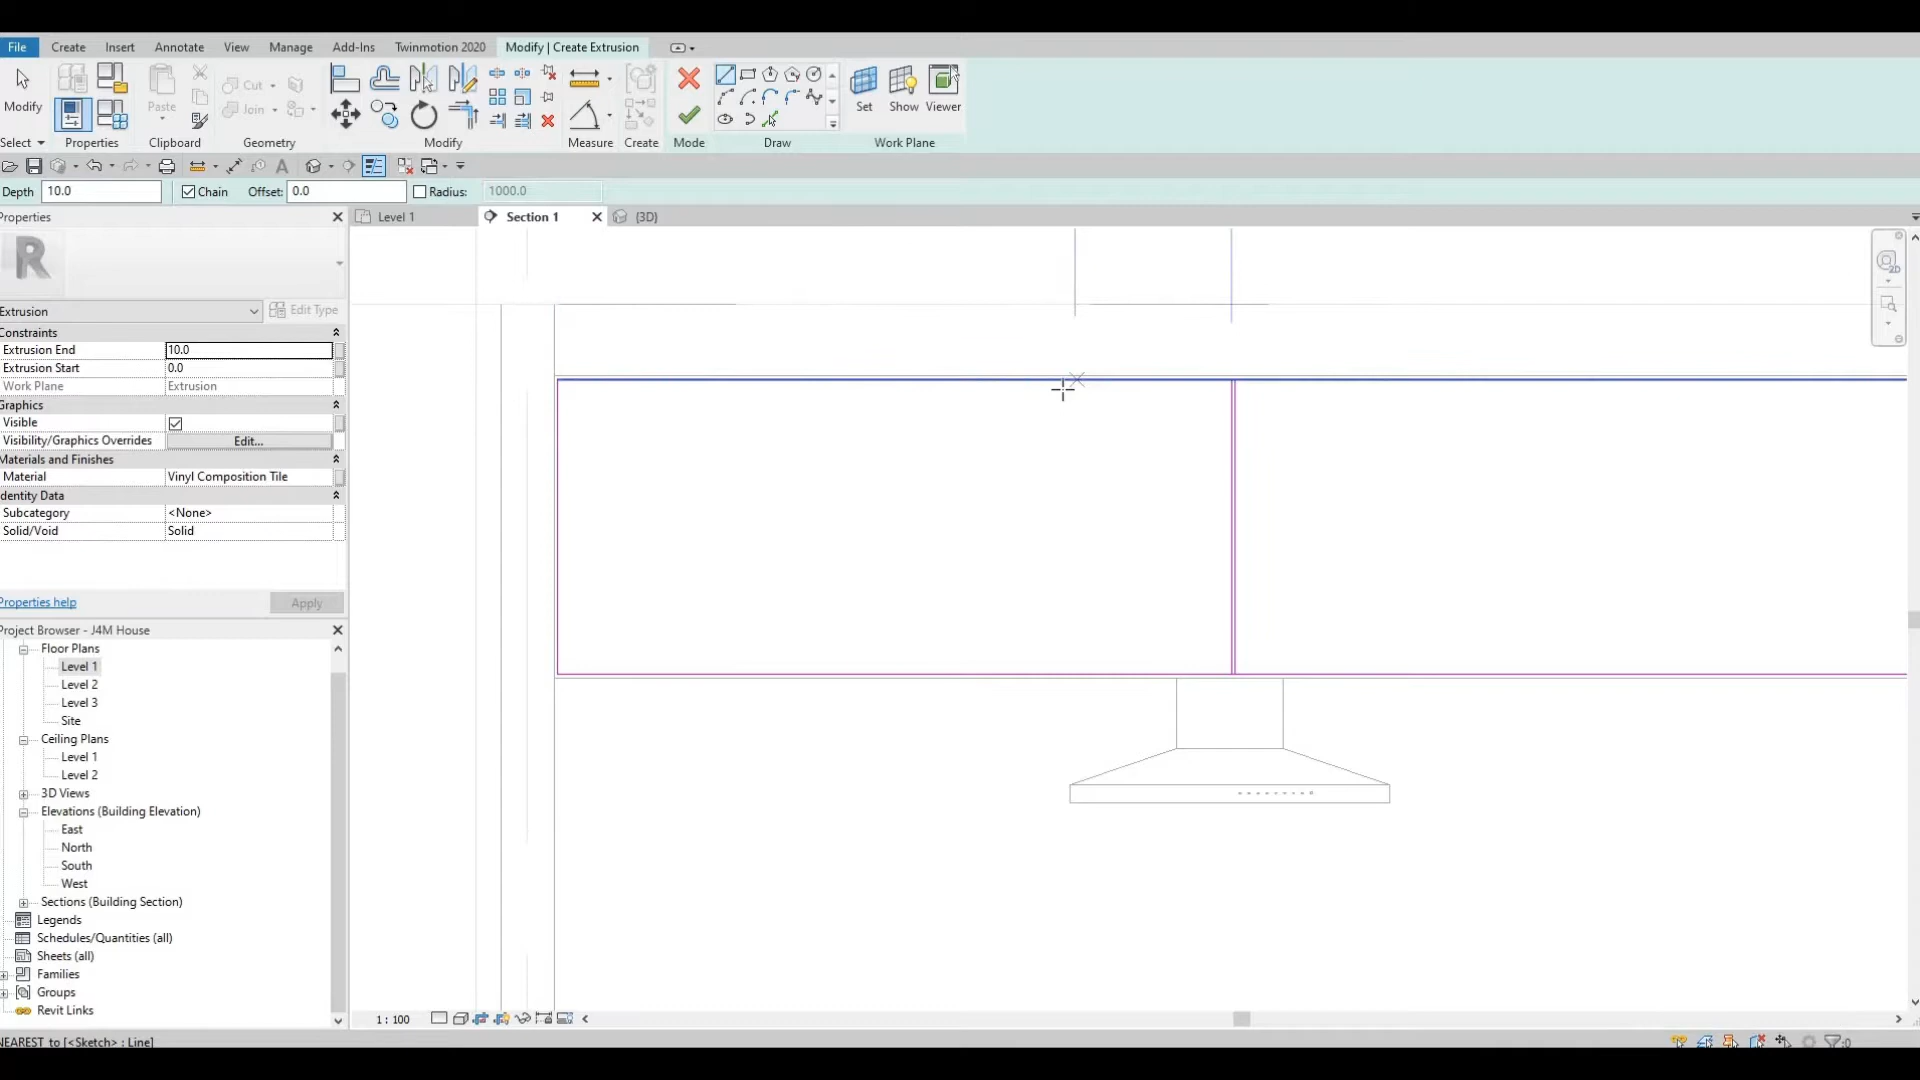 File Create Insert Annotate View Manage Add-Ins Twinmotion 2020 Modify | Create Extrusion
Modify Paste Cut Join Set Show Viewer
Select Properties Clipboard Geometry Modify Measure Create Mode Draw Work Plane
Depth 10.0 Chain Offset: 0.0 Radius: 1000.0
Properties
Level 1 Section 1 {3D}
R
2D
Extrusion Edit Type
Constraints
Extrusion End 10.0
Extrusion Start 0.0
Work Plane Extrusion
Graphics
Visible
Visibility/Graphics Overrides Edit...
Materials and Finishes
Material Vinyl Composition Tile
Identity Data
Subcategory <None>
Solid/Void Solid
Properties help Apply
Project Browser - J4M House
Floor Plans
Level 1
Level 2
Level 3
Site
Ceiling Plans
Level 1
Level 2
3D Views
Elevations (Building Elevation)
East
North
South
West
Sections (Building Section)
Legends
Schedules/Quantities (all)
Sheets (all)
Families
Groups
Revit Links
1 : 100
NEAREST to [<Sketch> : Line]
:0